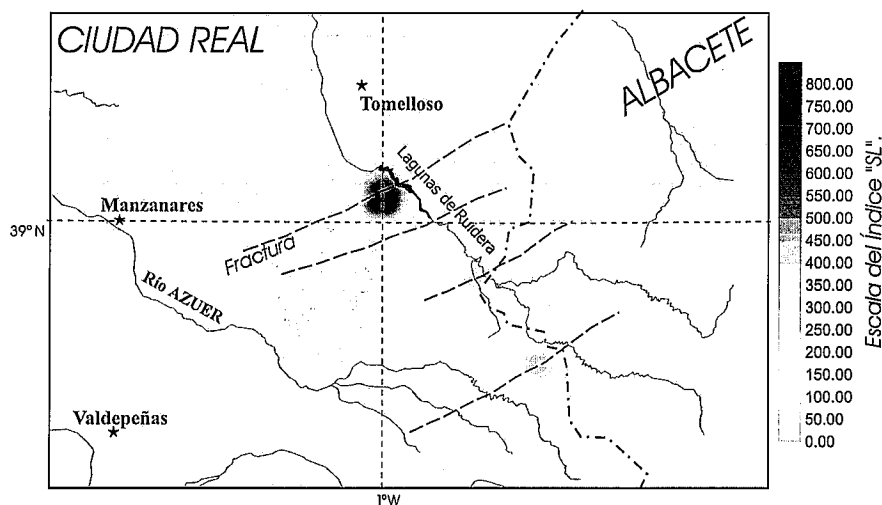 CIUDAD REAL
ALBACETE
Tomelloso
Lagunas de Ruidera
Manzanares
39° N
Fractura
Río AZUER
Valdepeñas
1°W
800.00
750.00
700.00
650.00
600.00
550.00
500.00
450.00
400.00
350.00
300.00
250.00
200.00
150.00
100.00
50.00
0.00
Escala del Índice "SL".